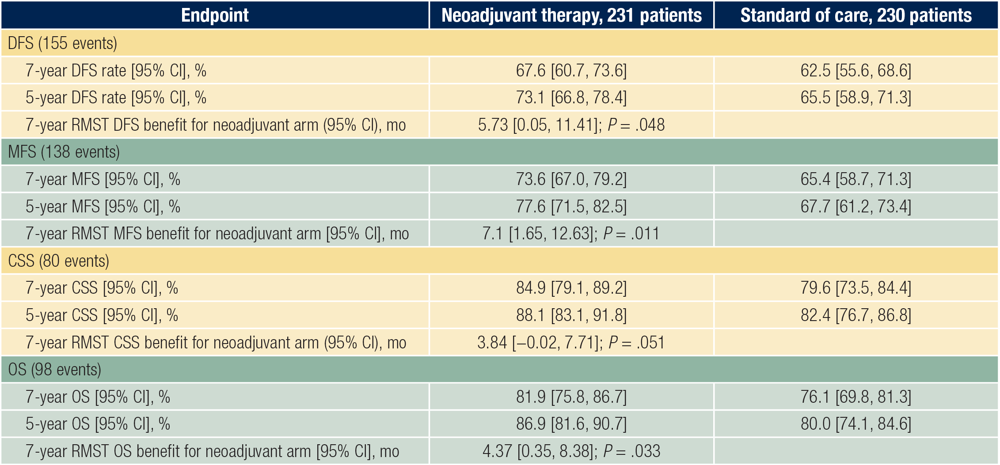 Endpoint Neoadjuvant therapy, 231 patients Standard of care, 230 patients
DFS (155 events)
7-year DFS rate [95% CI], % 67.6 [60.7, 73.6] 62.5 [55.6, 68.6]
5-year DFS rate [95% CI], % 73.1 [66.8, 78.4] 65.5 [58.9, 71.3]
7-year RMST DFS benefit for neoadjuvant arm (95% CI), mo 5.73 [0.05, 11.41]; P = .048
MFS (138 events)
7-year MFS [95% CI], % 73.6 [67.0, 79.2] 65.4 [58.7, 71.3]
5-year MFS [95% CI], % 77.6 [71.5, 82.5] 67.7 [61.2, 73.4]
7-year RMST MFS benefit for neoadjuvant arm [95% CI], mo 7.1 [1.65, 12.63]; P = .011
CSS (80 events)
7-year CSS [95% CI], % 84.9 [79.1, 89.2] 79.6 [73.5, 84.4]
5-year CSS [95% CI], % 88.1 [83.1, 91.8] 82.4 [76.7, 86.8]
7-year RMST CSS benefit for neoadjuvant arm (95% CI), mo 3.84 [–0.02, 7.71]; P = .051
OS (98 events)
7-year OS [95% CI], % 81.9 [75.8, 86.7] 76.1 [69.8, 81.3]
5-year OS [95% CI], % 86.9 [81.6, 90.7] 80.0 [74.1, 84.6]
7-year RMST OS benefit for neoadjuvant arm [95% CI], mo 4.37 [0.35, 8.38]; P = .033